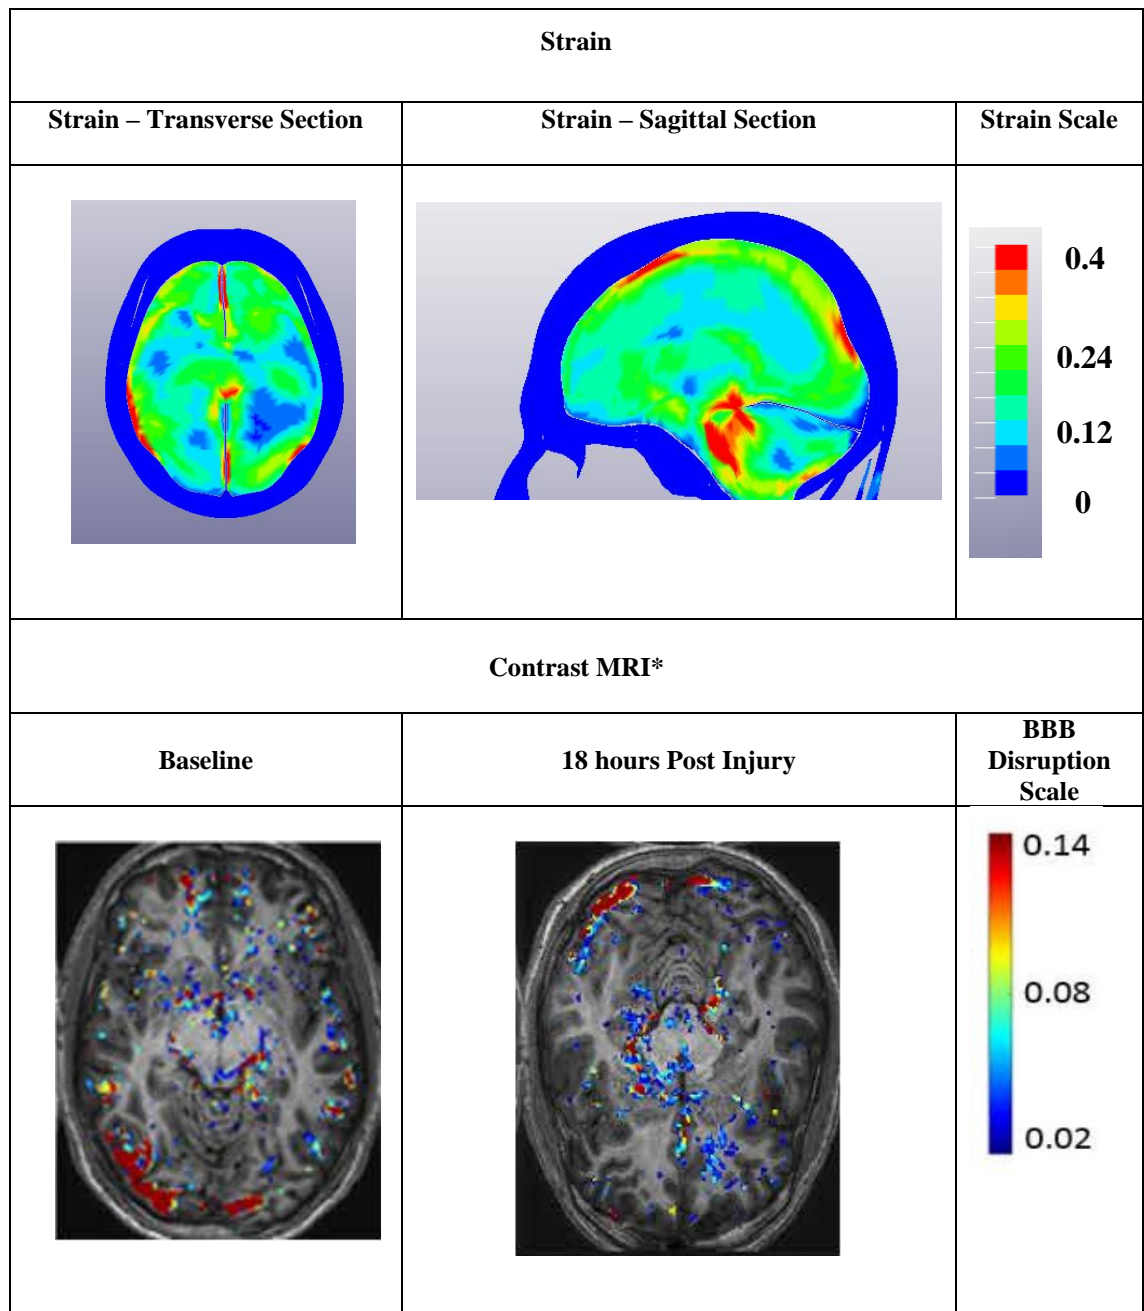 Strain
Strain – Transverse Section
Strain – Sagittal Section
Strain Scale
0.4
0.24
0.12
0
Contrast MRI*
Baseline
18 hours Post Injury
BBB
Disruption
Scale
0.14
0.08
0.02